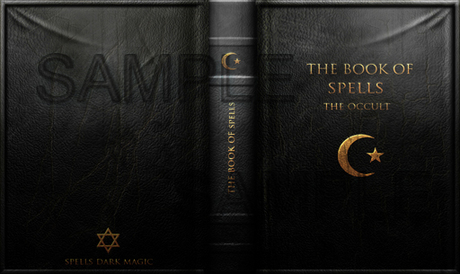 SAMPLE
SPELLS DARK MAGIC
THE BOOK OF SPELLS
THE BOOK OF
SPELLS
THE OCCULT